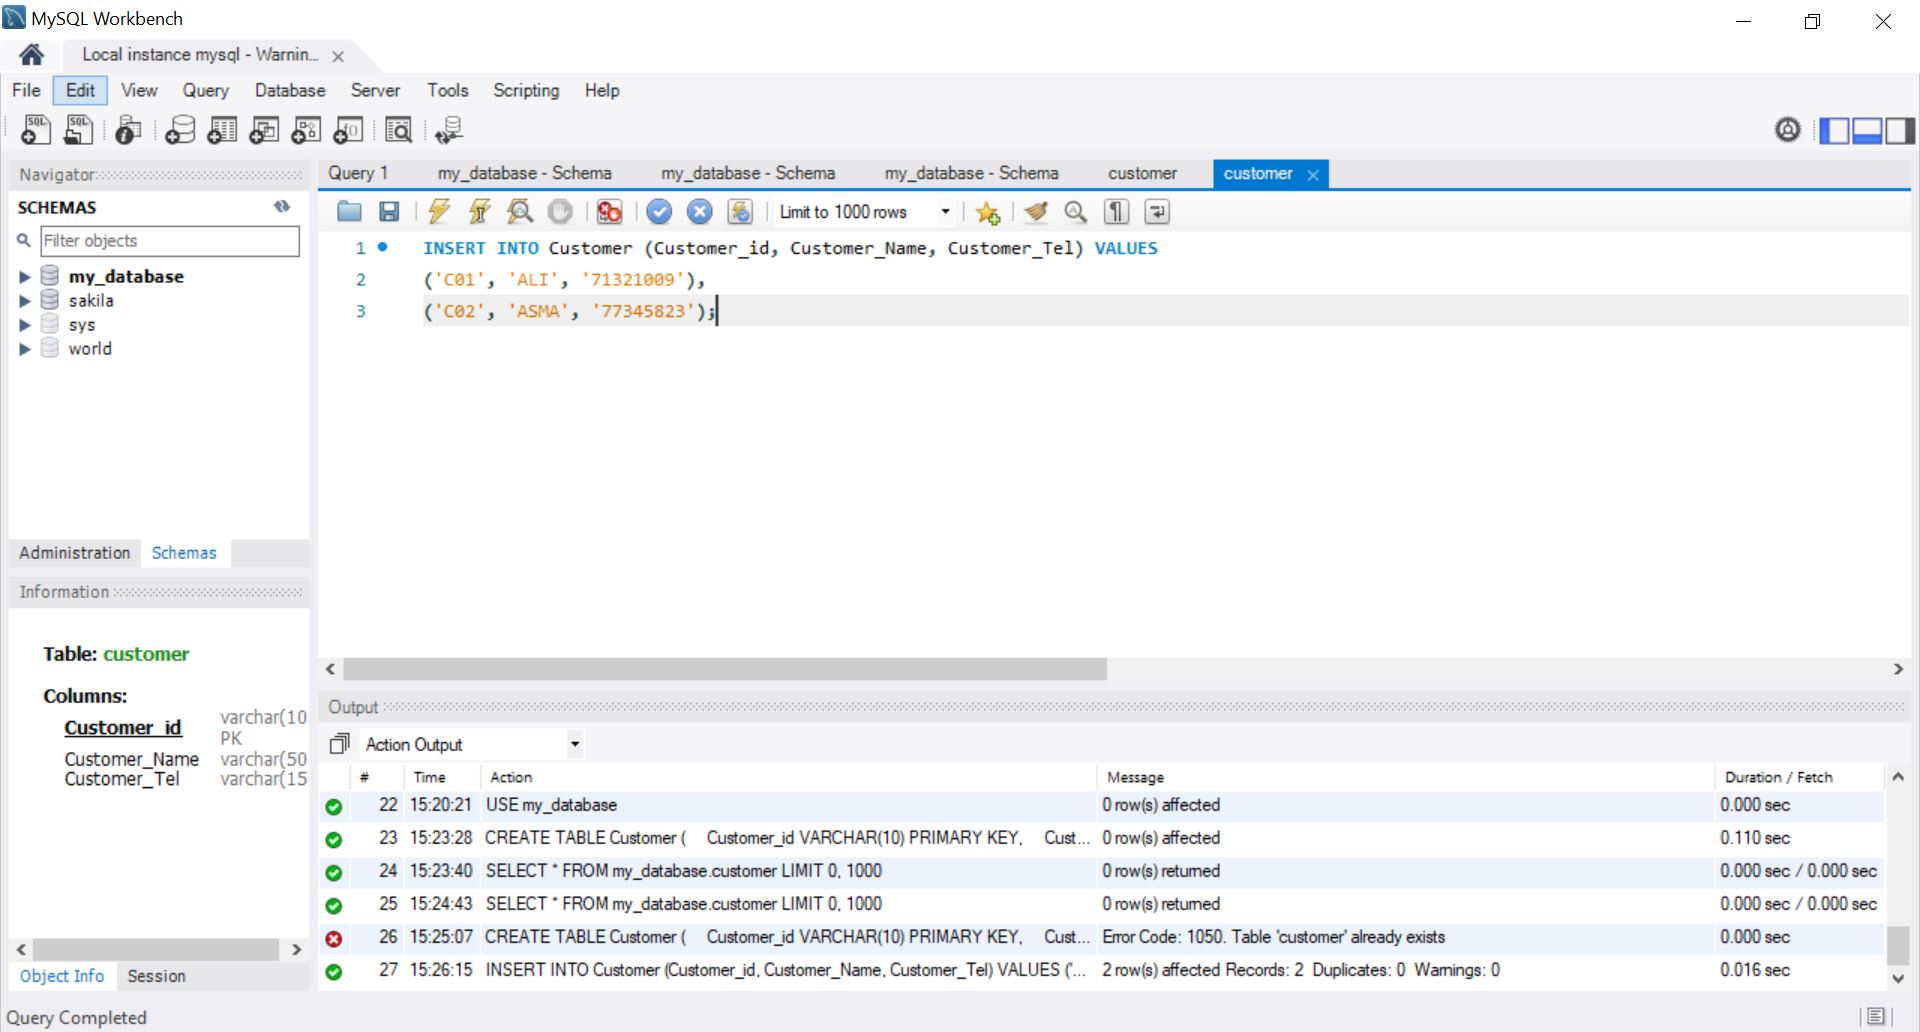 MySQL Workbench
Local instance mysql - Warnin...
File Edit View Query Database Server Tools Scripting Help
Navigator
SCHEMAS
Filter objects
my_database
sakila
sys
world
Administration Schemas
Information
Table: customer
Columns:
Customer_id varchar(10
PK
Customer_Name varchar(50
Customer_Tel varchar(15
Object Info Session
Query 1 my_database - Schema my_database - Schema my_database - Schema customer customer
Limit to 1000 rows
1 INSERT INTO Customer (Customer_id, Customer_Name, Customer_Tel) VALUES
2 ('C01', 'ALI', '71321009'),
3 ('C02', 'ASMA', '77345823');
Output
Action Output
# Time Action Message Duration / Fetch
22 15:20:21 USE my_database 0 row(s) affected 0.000 sec
23 15:23:28 CREATE TABLE Customer ( Customer_id VARCHAR(10) PRIMARY KEY, Cust... 0 row(s) affected 0.110 sec
24 15:23:40 SELECT * FROM my_database.customer LIMIT 0, 1000 0 row(s) returned 0.000 sec / 0.000 sec
25 15:24:43 SELECT * FROM my_database.customer LIMIT 0, 1000 0 row(s) returned 0.000 sec / 0.000 sec
26 15:25:07 CREATE TABLE Customer ( Customer_id VARCHAR(10) PRIMARY KEY, Cust... Error Code: 1050. Table 'customer' already exists 0.000 sec
27 15:26:15 INSERT INTO Customer (Customer_id, Customer_Name, Customer_Tel) VALUES ('... 2 row(s) affected Records: 2 Duplicates: 0 Warnings: 0 0.016 sec
Query Completed